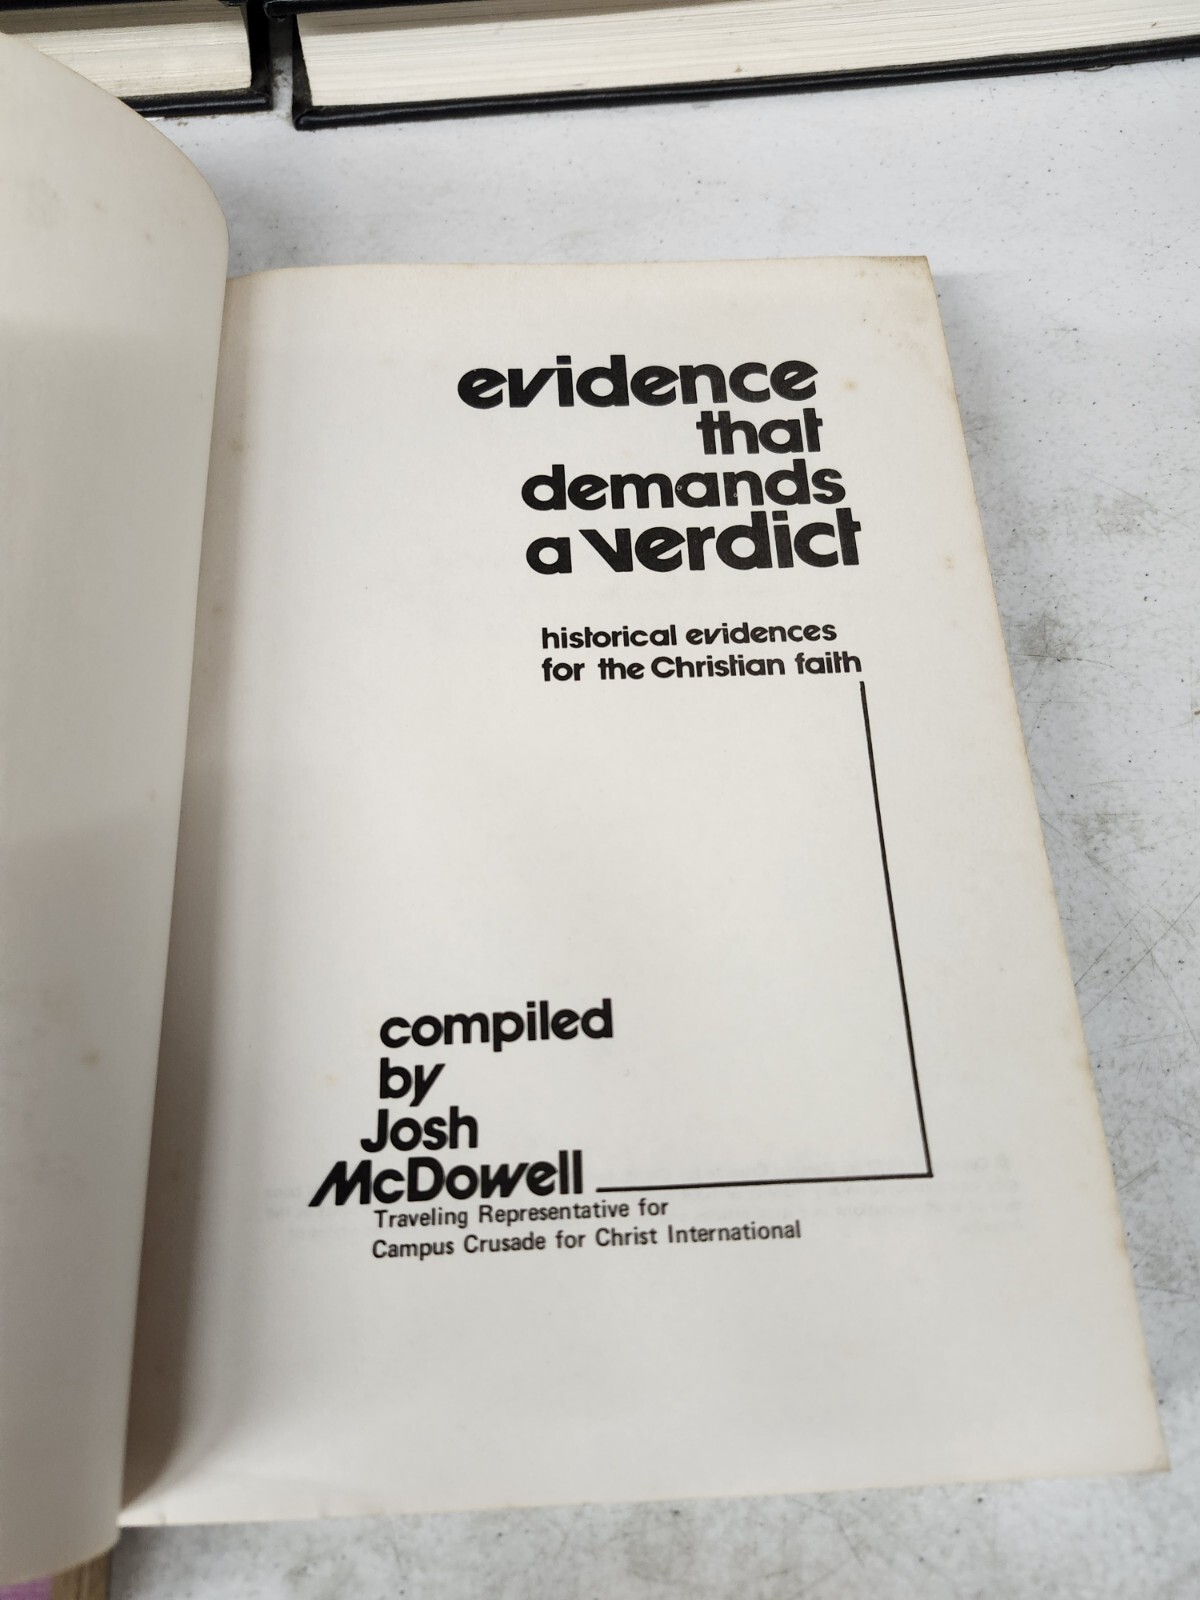 evidence
that
demands
a verdict
historical evidences
for the Christian faith
compiled
by
Josh
McDowell
Traveling Representative for
Campus Crusade for Christ International